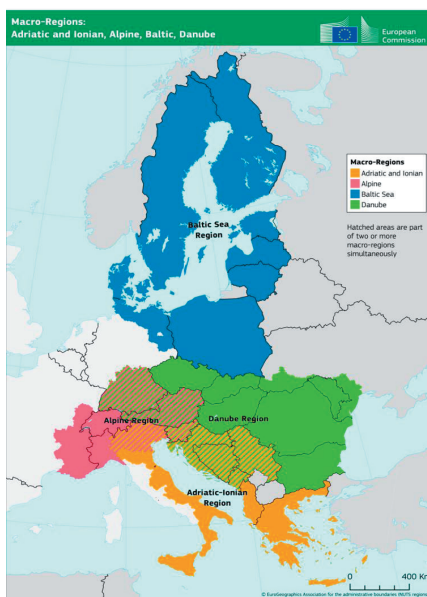 Macro-Regions:
Adriatic and Ionian, Alpine, Baltic, Danube
European
Commission
Macro-Regions
Adriatic and Ionian
Alpine
Baltic Sea
Danube
Hatched areas are part
of two or more
macro-regions
simultaneously
Baltic Sea
Region
Alpine Region
Danube Region
Adriatic-Ionian
Region
0 400 Km
© EuroGeographics Association for the administrative boundaries (NUTS regions